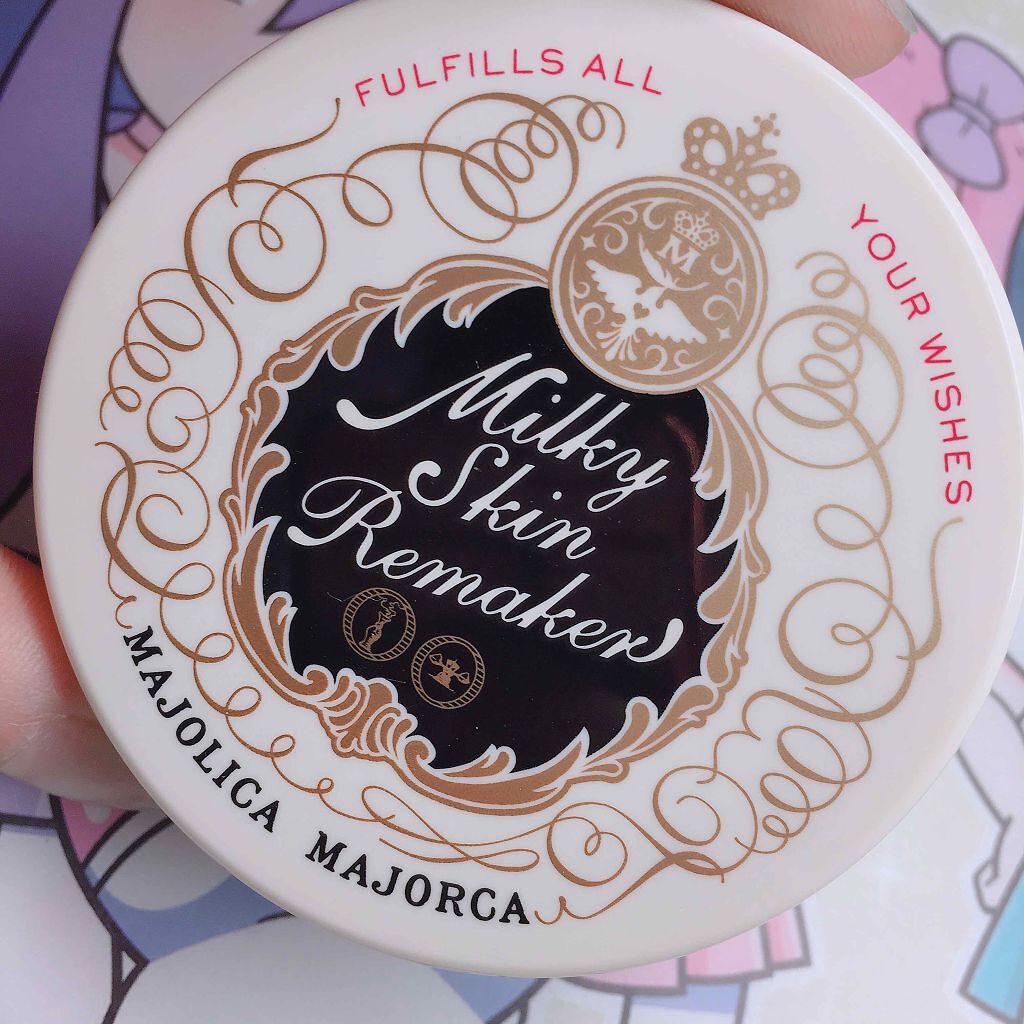 FULFILLS ALL
YOUR WISHES
M
Milky
Skin
Remaker
MAJOLICA MAJORCA